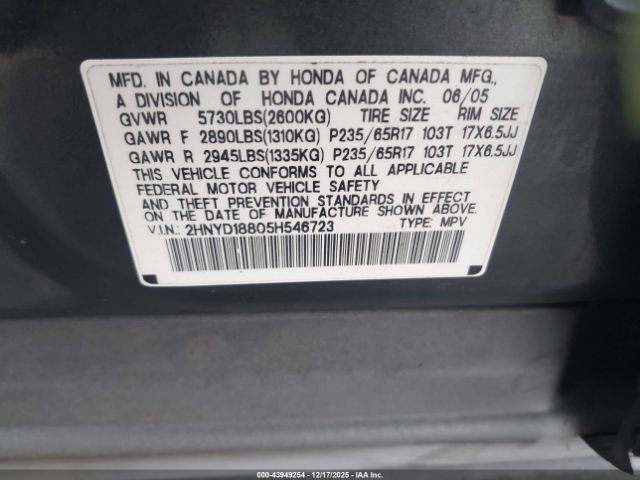 MFD. IN CANADA BY HONDA OF CANADA MFG.,
A DIVISION OF HONDA CANADA INC. 06/05
GVWR 5730LBS(2600KG) TIRE SIZE RIM SIZE
GAWR F 2890LBS(1310KG) P235/65R17 103T 17X6.5JJ
GAWR R 2945LBS(1335KG) P235/65R17 103T 17X6.5JJ
THIS VEHICLE CONFORMS TO ALL APPLICABLE
FEDERAL MOTOR VEHICLE SAFETY
AND THEFT PREVENTION STANDARDS IN EFFECT
ON THE DATE OF MANUFACTURE SHOWN ABOVE.
V.I.N.: 2HNYD18805H546723 TYPE: MPV
000-43949254 - 12/17/2025 - IAAI.COM